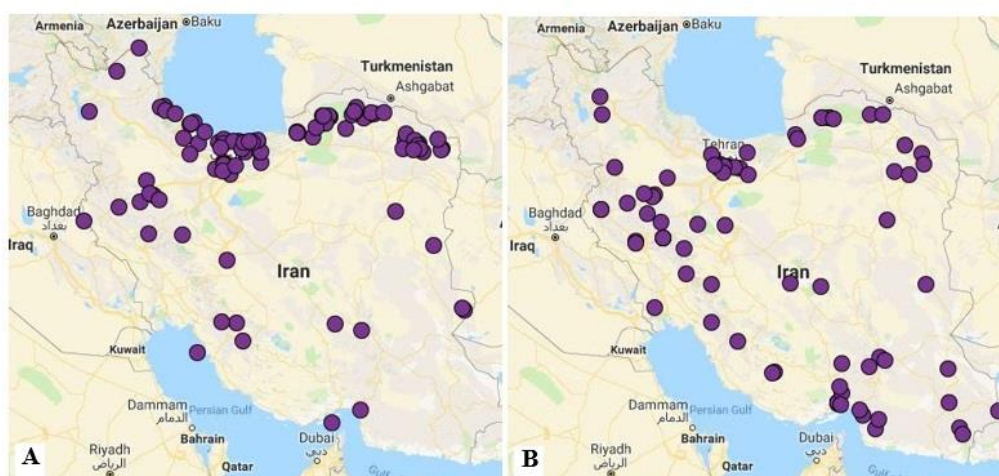 Armenia
Azerbaijan
Baku
Turkmenistan
Ashgabat
Baghdad
بغداد
Iraq
Iran
Kuwait
Persian Gulf
Dammam
الدمام
Bahrain
Riyadh
الرياض
Qatar
Dubai
دبي
Gulf
A
Armenia
Azerbaijan
Baku
Turkmenistan
Ashgabat
Tehran
Baghdad
بغداد
Iraq
Iran
Kuwait
Persian Gulf
Dammam
الدمام
Bahrain
Riyadh
الرياض
Qatar
Dubai
دبي
Gulf
B